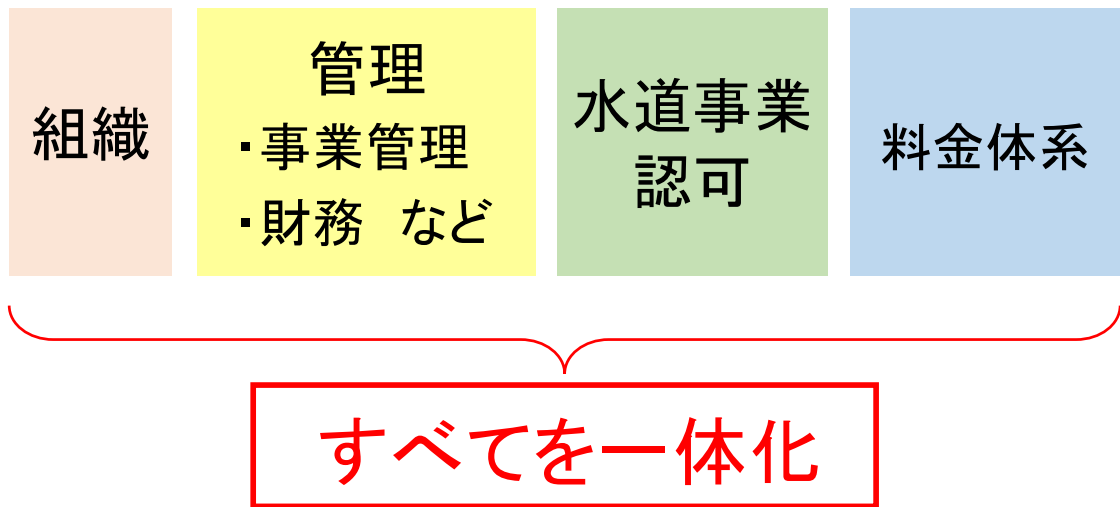 組織
管理
・事業管理
・財務　など
水道事業
認可
料金体系
すべてを一体化